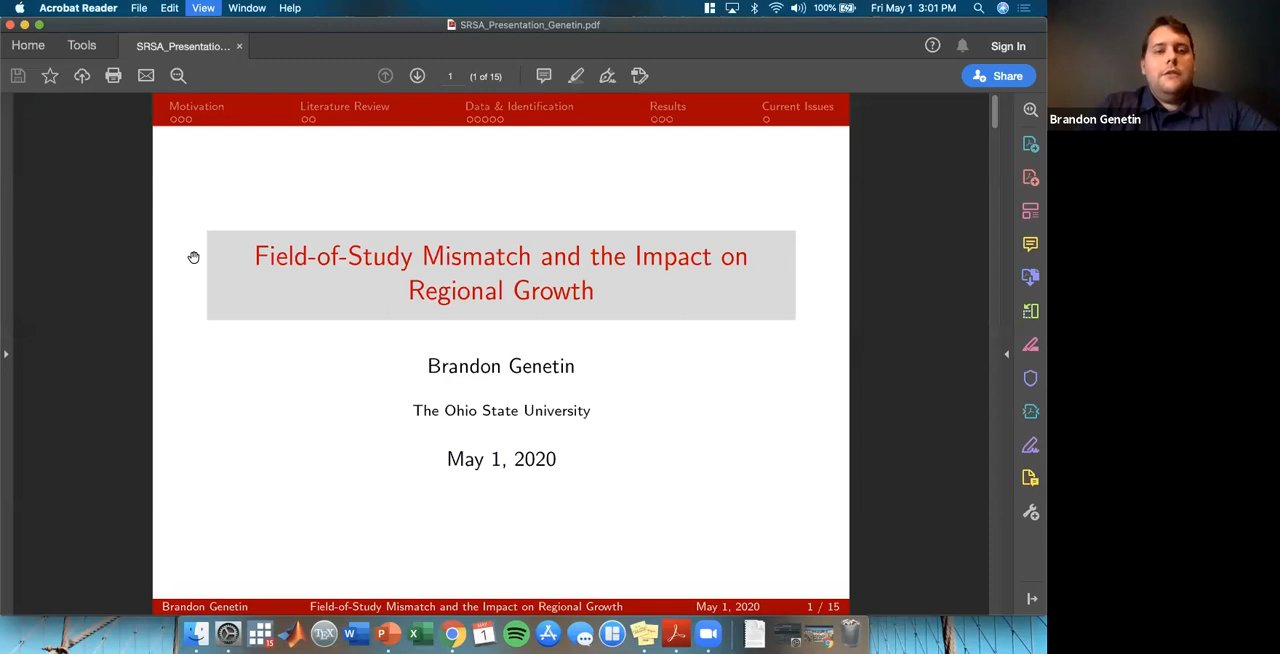 Acrobat Reader File Edit View Window Help
100% Fri May 1 3:01 PM
SRSA_Presentation_Genetin.pdf
Home Tools SRSA_Presentatio... ×
Sign In
1 (1 of 15)
Share
Motivation Literature Review Data & Identification Results Current Issues
Field-of-Study Mismatch and the Impact on
Regional Growth
Brandon Genetin
The Ohio State University
May 1, 2020
Brandon Genetin Field-of-Study Mismatch and the Impact on Regional Growth May 1, 2020 1 / 15
Brandon Genetin
15
TEX
W
P
X
1